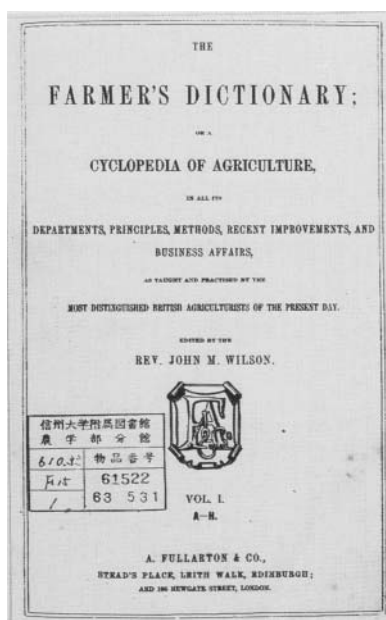 THE
FARMER'S DICTIONARY;
OR A
CYCLOPEDIA OF AGRICULTURE,
IN ALL ITS
DEPARTMENTS, PRINCIPLES, METHODS, RECENT IMPROVEMENTS, AND
BUSINESS AFFAIRS,
AS TAUGHT AND PRACTISED BY THE
MOST DISTINGUISHED BRITISH AGRICULTURISTS OF THE PRESENT DAY.
EDITED BY THE
REV. JOHN M. WILSON.
信州大学附属図書館
農学部分館
物品番号
61522
1
63 531
VOL. I.
A—H.
A. FULLARTON & CO.,
STEAD'S PLACE, LEITH WALK, EDINBURGH;
AND 106 NEWGATE STREET, LONDON.